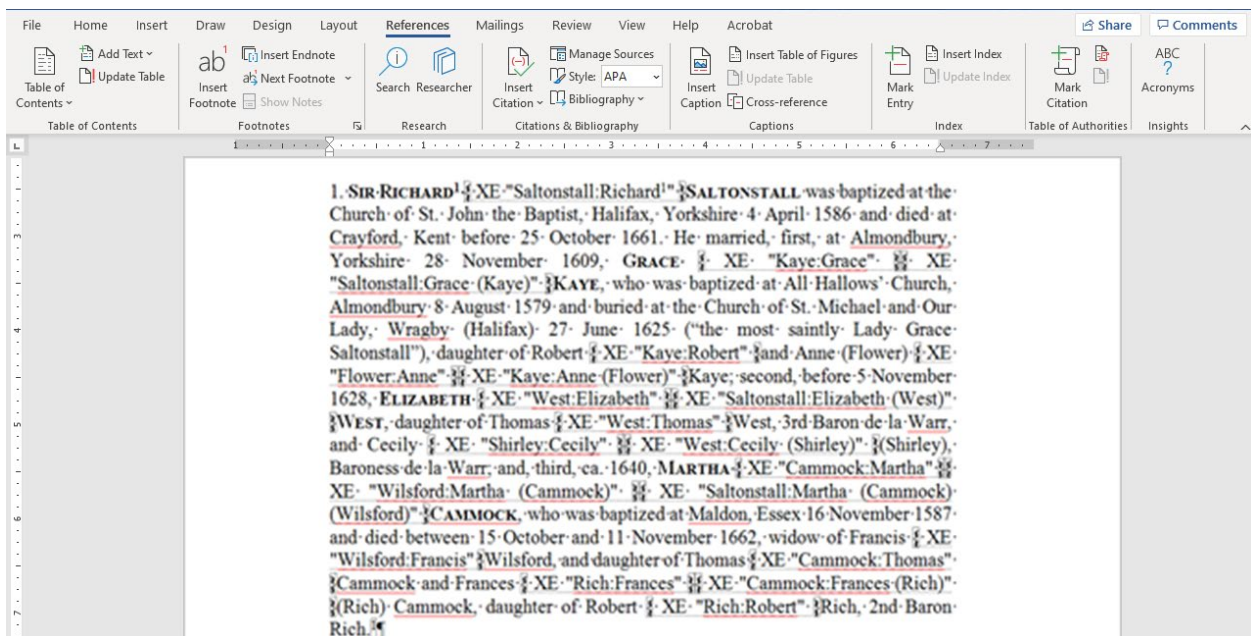 File Home Insert Draw Design Layout References Mailings Review View Help Acrobat Share Comments
Table of Contents
Add Text
Update Table
Table of Contents
ab1 Insert Footnote
Insert Endnote
Next Footnote
Show Notes
Footnotes
Search Researcher
Research
Insert Citation
Manage Sources
Style: APA
Bibliography
Citations & Bibliography
Insert Caption
Insert Table of Figures
Update Table
Cross-reference
Captions
Mark Entry
Insert Index
Update Index
Index
Mark Citation
Table of Authorities
ABC
?
Acronyms
Insights
L
1 1 2 3 4 5 6 7
3
4
5
6
7
1. SIR RICHARD¹ { XE "Saltonstall:Richard¹" }SALTONSTALL was baptized at the
Church of St. John the Baptist, Halifax, Yorkshire 4 April 1586 and died at
Crayford, Kent before 25 October 1661. He married, first, at Almondbury,
Yorkshire 28 November 1609, GRACE { XE "Kaye:Grace" }{ XE
"Saltonstall:Grace (Kaye)" }KAYE, who was baptized at All Hallows' Church,
Almondbury 8 August 1579 and buried at the Church of St. Michael and Our
Lady, Wragby (Halifax) 27 June 1625 (“the most saintly Lady Grace
Saltonstall”), daughter of Robert { XE "Kaye:Robert" }and Anne (Flower) { XE
"Flower:Anne" }{ XE "Kaye:Anne (Flower)" }Kaye; second, before 5 November
1628, ELIZABETH { XE "West:Elizabeth" }{ XE "Saltonstall:Elizabeth (West)"
}WEST, daughter of Thomas { XE "West:Thomas" }West, 3rd Baron de la Warr,
and Cecily { XE "Shirley:Cecily" }{ XE "West:Cecily (Shirley)" }(Shirley),
Baroness de la Warr; and, third, ca. 1640, MARTHA { XE "Cammock:Martha" }{
XE "Wilsford:Martha (Cammock)" }{ XE "Saltonstall:Martha (Cammock)
(Wilsford)" }CAMMOCK, who was baptized at Maldon, Essex 16 November 1587
and died between 15 October and 11 November 1662, widow of Francis { XE
"Wilsford:Francis" }Wilsford, and daughter of Thomas { XE "Cammock:Thomas"
}Cammock and Frances { XE "Rich:Frances" }{ XE "Cammock:Frances (Rich)"
}(Rich) Cammock, daughter of Robert { XE "Rich:Robert" }Rich, 2nd Baron
Rich.¶